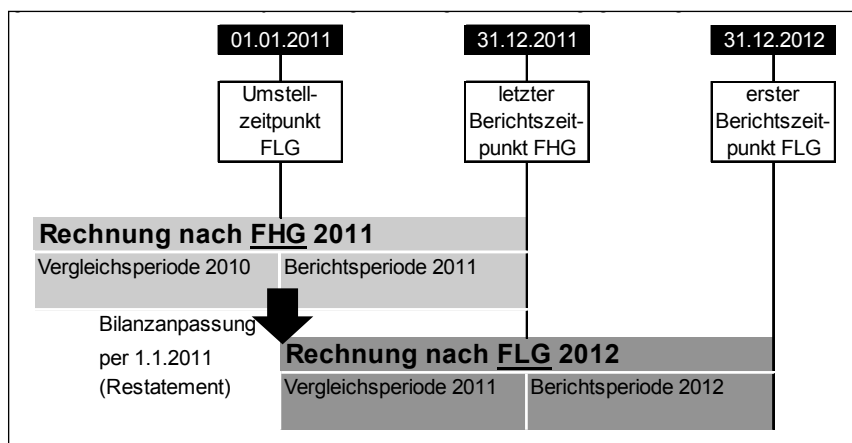 01.01.2011
31.12.2011
31.12.2012
Umstell-
zeitpunkt
FLG
letzter
Berichtszeit-
punkt FHG
erster
Berichtszeit-
punkt FLG
Rechnung nach FHG 2011
Vergleichsperiode 2010
Berichtsperiode 2011
Bilanzanpassung
per 1.1.2011
(Restatement)
Rechnung nach FLG 2012
Vergleichsperiode 2011
Berichtsperiode 2012